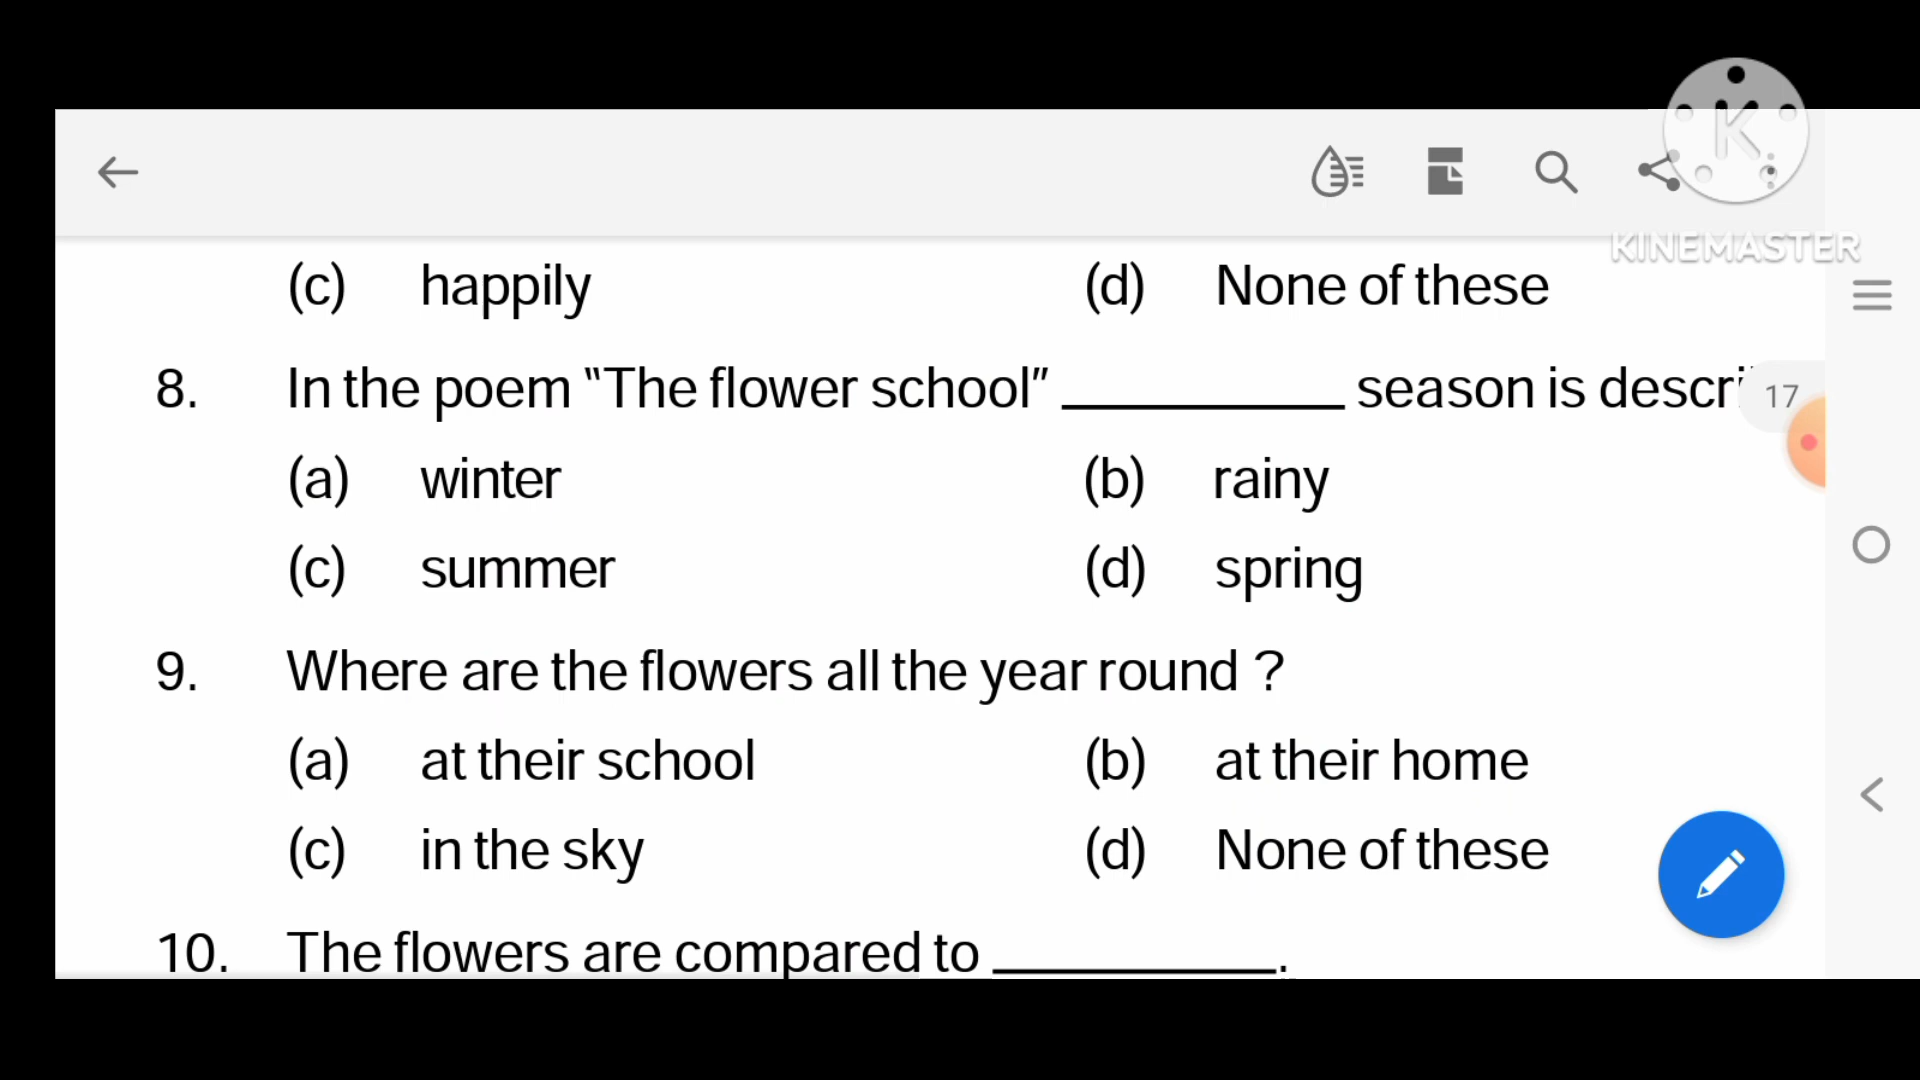 KINEMASTER
(c) happily (d) None of these
8. In the poem "The flower school" __________ season is descri
17
(a) winter (b) rainy
(c) summer (d) spring
9. Where are the flowers all the year round ?
(a) at their school (b) at their home
(c) in the sky (d) None of these
10. The flowers are compared to __________.